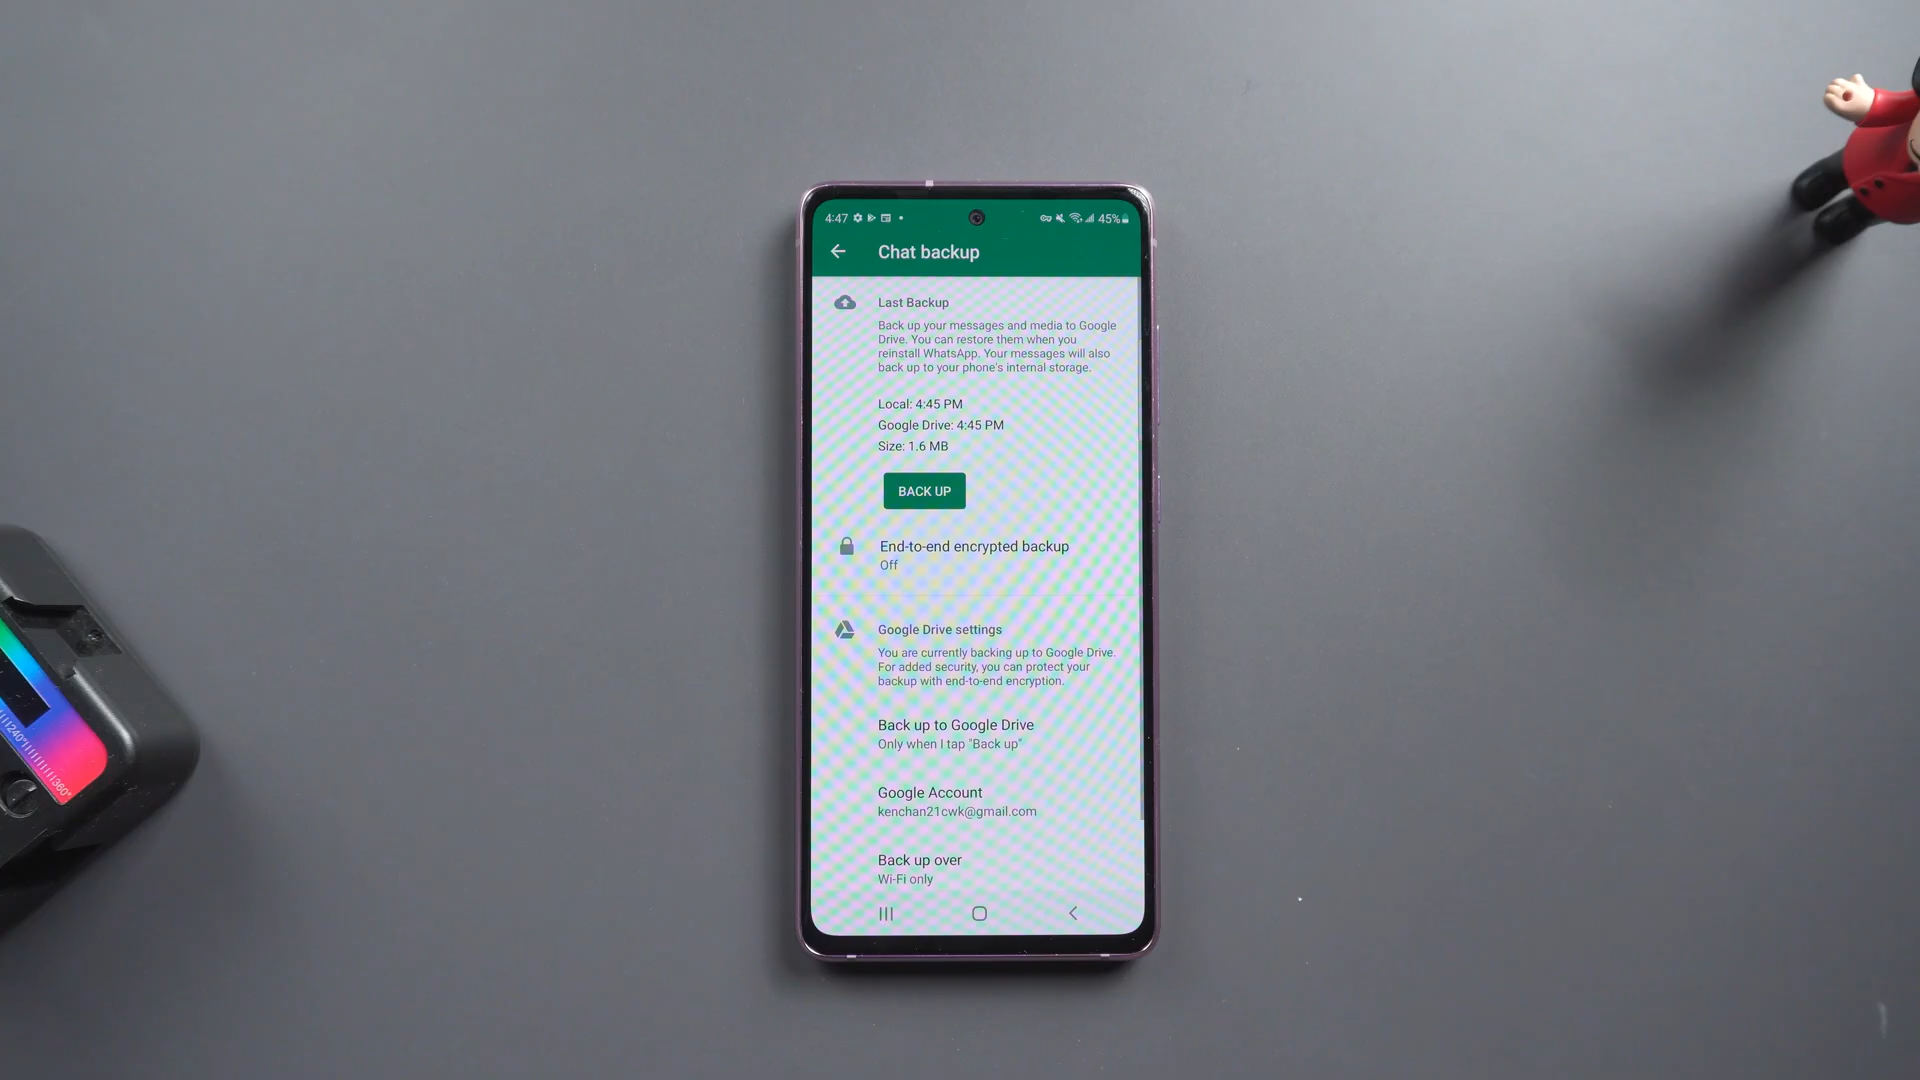 4:47
45%
Chat backup
Last Backup
Back up your messages and media to Google
Drive. You can restore them when you
reinstall WhatsApp. Your messages will also
back up to your phone's internal storage.
Local: 4:45 PM
Google Drive: 4:45 PM
Size: 1.6 MB
BACK UP
End-to-end encrypted backup
Off
Google Drive settings
You are currently backing up to Google Drive.
For added security, you can protect your
backup with end-to-end encryption.
Back up to Google Drive
Only when I tap "Back up"
Google Account
kenchan21cwk@gmail.com
Back up over
Wi-Fi only
240°
360°